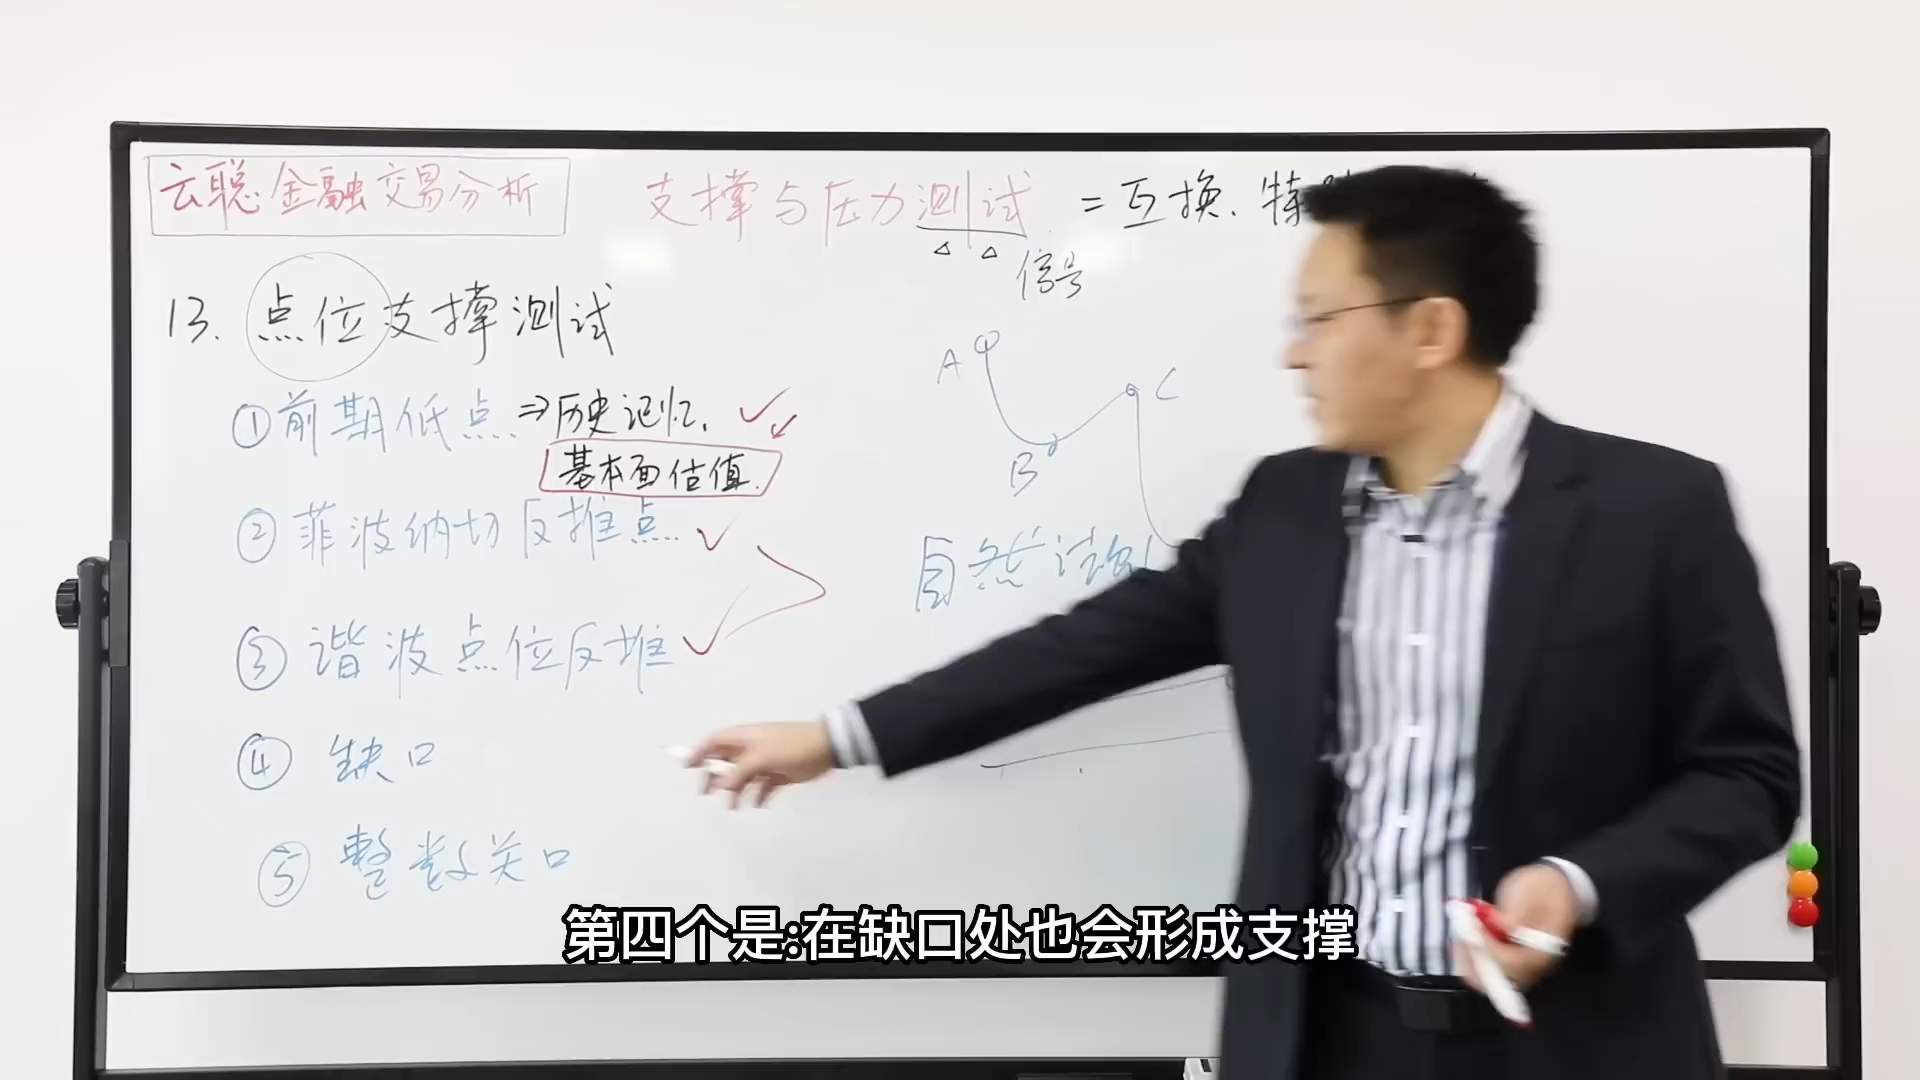 云聪金融交易分析
支撑与压力测试 = 互换. 特
信号
13. 点位支撑测试
①前期低点⇒历史记忆.
基本面估值.
②菲波纳切反推点
③谐波点位反推
④缺口
⑤整数关口
A
B
C
自然
第四个是:在缺口处也会形成支撑